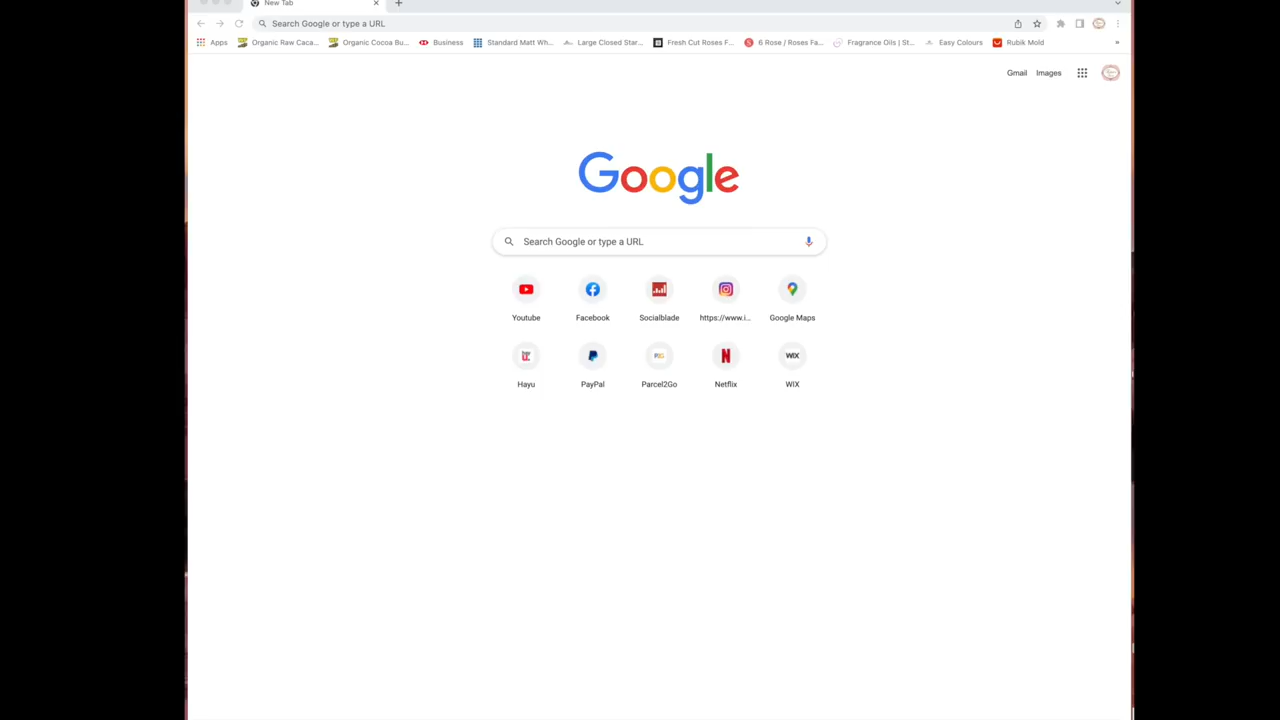 New Tab
Search Google or type a URL
Apps Organic Raw Caca... Organic Cocoa Bu... Business Standard Matt Wh... Large Closed Star... Fresh Cut Roses F... 6 Rose / Roses Fa... Fragrance Oils | St... Easy Colours Rubik Mold »
Gmail Images
Google
Search Google or type a URL
Youtube Facebook Socialblade https://www.i... Google Maps
Hayu PayPal Parcel2Go Netflix WIX